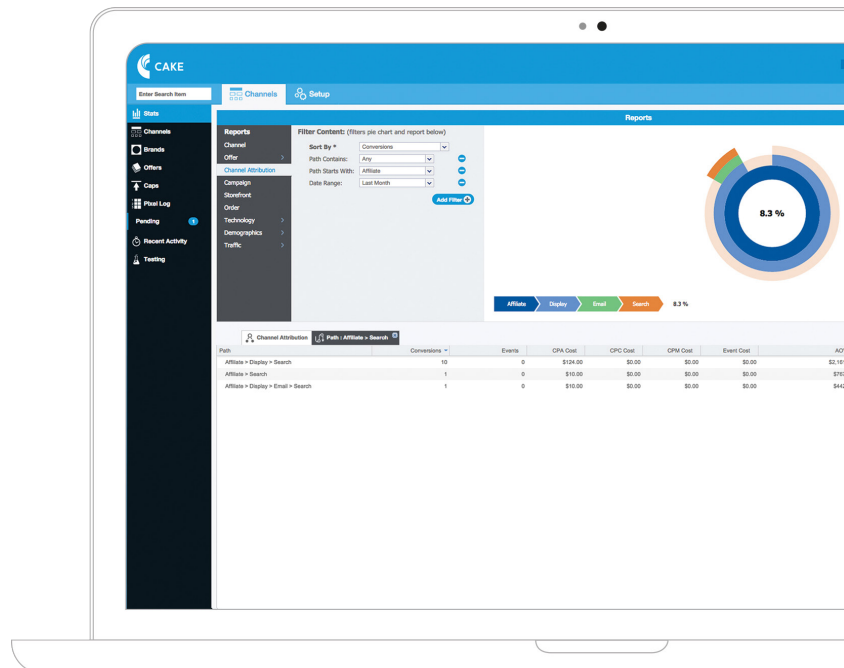 CAKE
Enter Search Item
Channels
Setup
Stats
Channels
Brands
Offers
Caps
Pixel Log
Pending 1
Recent Activity
Testing
Reports
Reports
Channel
Offer
Channel Attribution
Campaign
Storefront
Order
Technology
Demographics
Traffic
Filter Content: (filters pie chart and report below)
Sort By * Conversions
Path Contains: Any
Path Starts With: Affiliate
Date Range: Last Month
Add Filter
8.3 %
Affiliate Display Email Search 8.3 %
Channel Attribution Path : Affiliate > Search
Path Conversions Events CPA Cost CPC Cost CPM Cost Event Cost
Affiliate > Display > Search 10 0 $124.00 $0.00 $0.00 $0.00
Affiliate > Search 1 0 $10.00 $0.00 $0.00 $0.00
Affiliate > Display > Email > Search 1 0 $10.00 $0.00 $0.00 $0.00